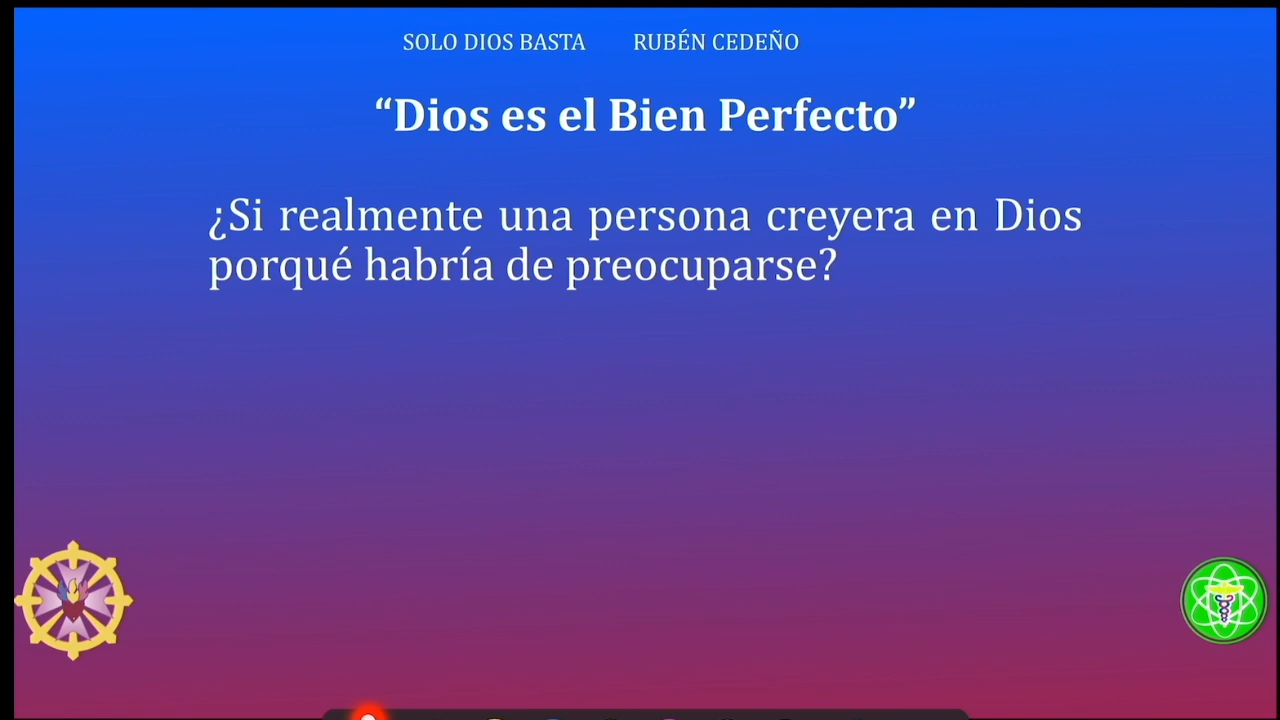 SOLO DIOS BASTA RUBÉN CEDEÑO
“Dios es el Bien Perfecto”
¿Si realmente una persona creyera en Dios
porqué habría de preocuparse?